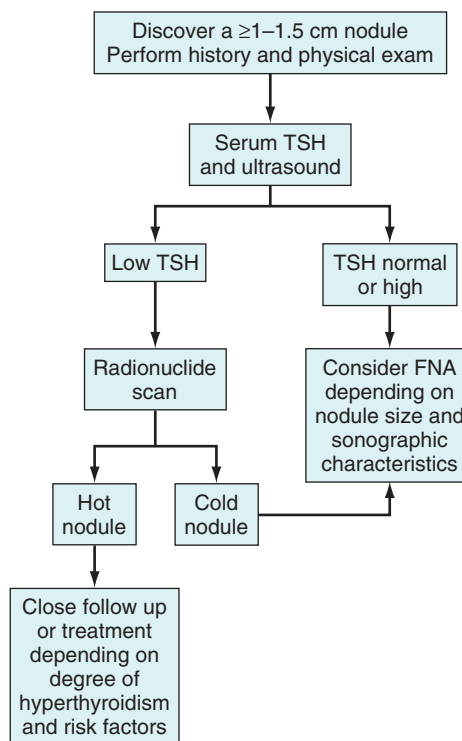 Discover a ≥1–1.5 cm nodule
Perform history and physical exam
Serum TSH
and ultrasound
Low TSH
TSH normal
or high
Radionuclide
scan
Consider FNA
depending on
nodule size and
sonographic
characteristics
Hot
nodule
Cold
nodule
Close follow up
or treatment
depending on
degree of
hyperthyroidism
and risk factors